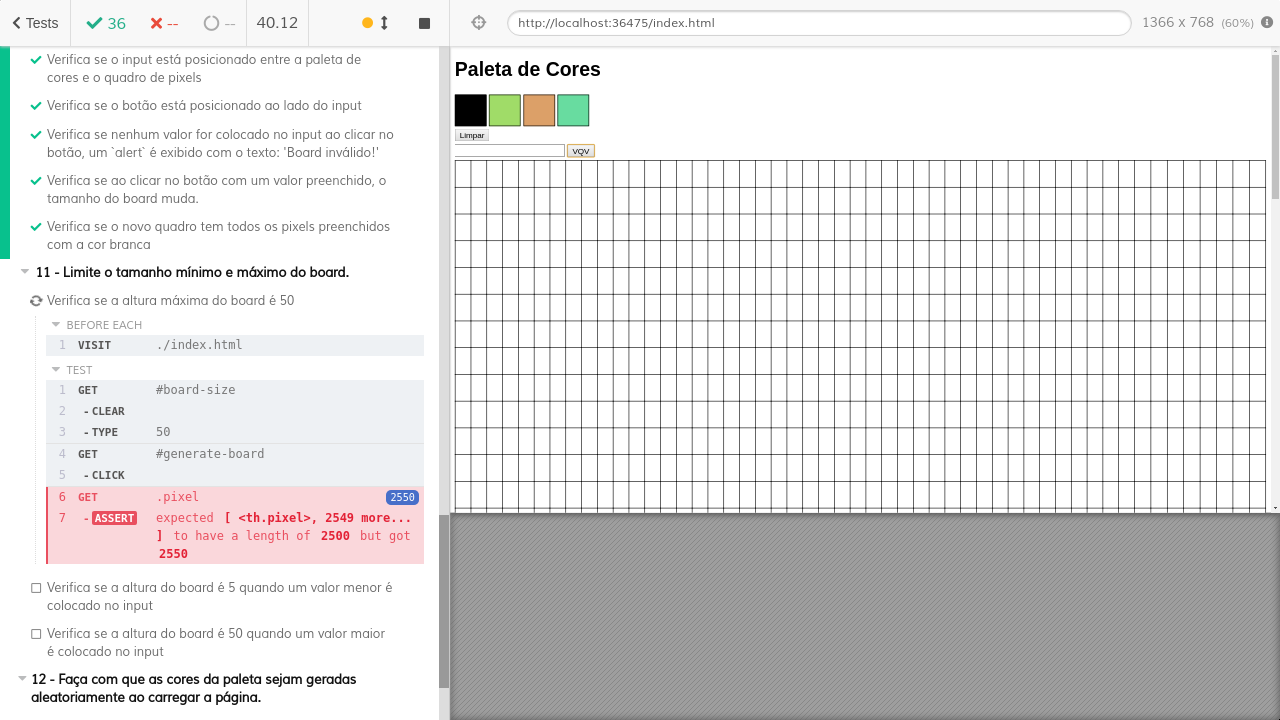 Tests 36 -- -- 40.12
http://localhost:36475/index.html 1366 x 768 (60%)
Verifica se o input está posicionado entre a paleta de
cores e o quadro de pixels
Verifica se o botão está posicionado ao lado do input
Verifica se nenhum valor for colocado no input ao clicar no
botão, um `alert` é exibido com o texto: 'Board inválido!'
Verifica se ao clicar no botão com um valor preenchido, o
tamanho do board muda.
Verifica se o novo quadro tem todos os pixels preenchidos
com a cor branca
11 - Limite o tamanho mínimo e máximo do board.
Verifica se a altura máxima do board é 50
BEFORE EACH
1 VISIT ./index.html
TEST
1 GET #board-size
2 -CLEAR
3 -TYPE 50
4 GET #generate-board
5 -CLICK
6 GET .pixel 2550
7 -ASSERT expected [ <th.pixel>, 2549 more...
] to have a length of 2500 but got
2550
Verifica se a altura do board é 5 quando um valor menor é
colocado no input
Verifica se a altura do board é 50 quando um valor maior
é colocado no input
12 - Faça com que as cores da paleta sejam geradas
aleatoriamente ao carregar a página.
Paleta de Cores
Limpar
VQV